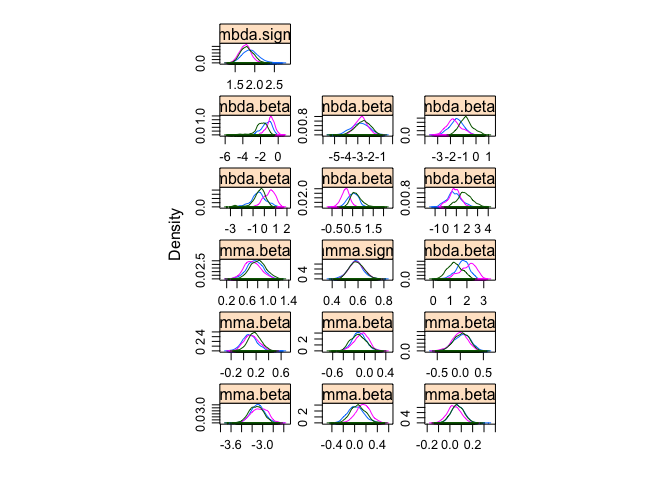 mbda.sigm
0.0
1.5 2.0 2.5
nbda.beta nbda.beta nbda.beta
0.0 1.0 0.0 0.8 0.0
-6 -4 -2 0 -5-4-3-2-1 -3-2-1 0 1
nbda.beta nbda.beta nbda.beta
0.0 0.0 2.0 0.0 0.8
-3 -1 0 1 2 -0.5 0.5 1.5 -1 0 1 2 3 4
Density
mma.beta mma.sigm nbda.beta
0.0 2.5 0.4 0.0
0.2 0.6 1.0 1.4 0.4 0.6 0.8 0 1 2 3
mma.beta mma.beta mma.beta
0 2 4 0 2 0.0
-0.2 0.2 0.6 -0.6 0.0 0.4 -0.5 0.0 0.5
mma.beta mma.beta mma.beta
0.0 3.0 0 2 0.4
-3.6 -3.0 -0.4 0.0 0.4 -0.2 0.0 0.2